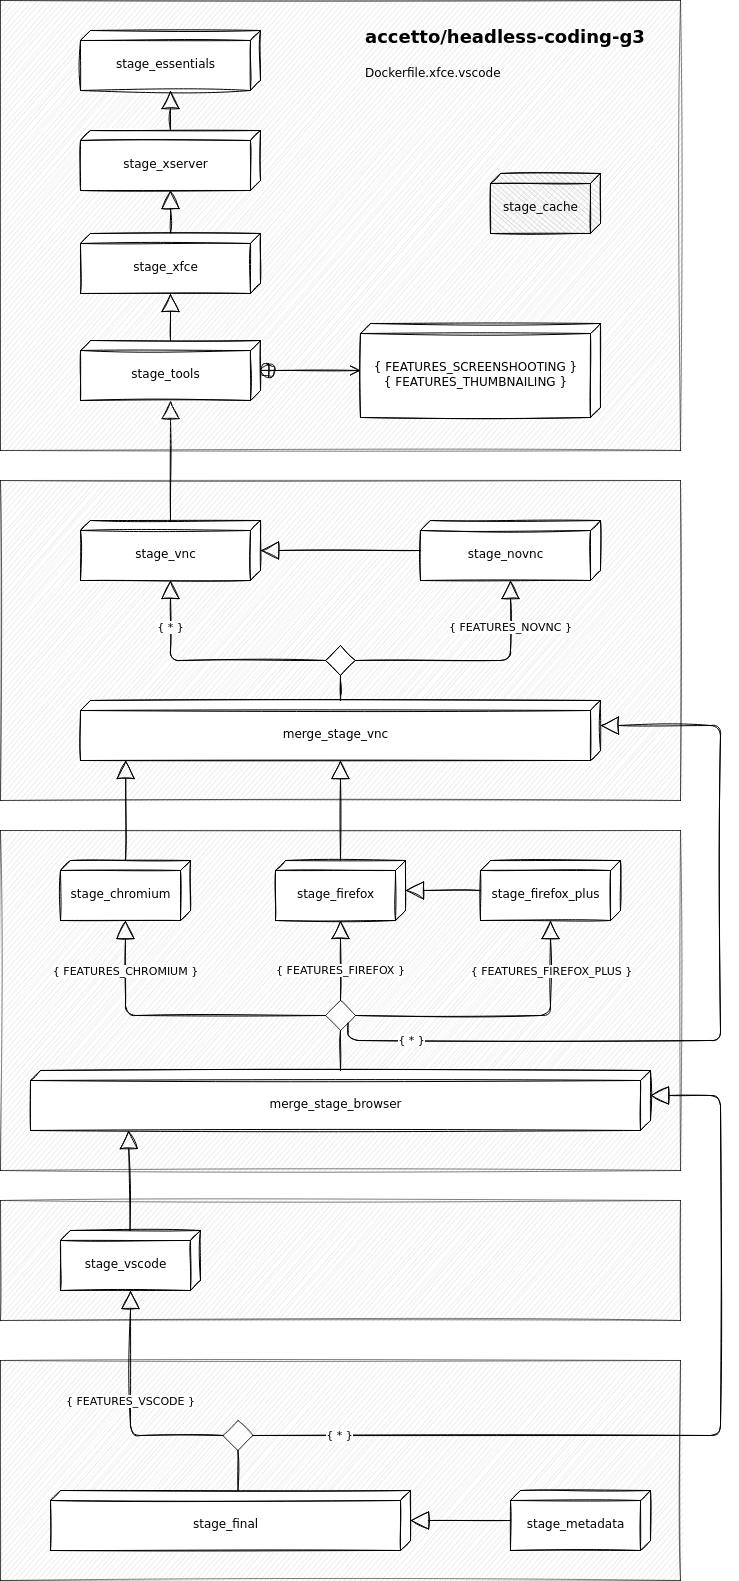 accetto/headless-coding-g3
Dockerfile.xfce.vscode
stage_essentials
stage_xserver
stage_cache
stage_xfce
stage_tools
{ FEATURES_SCREENSHOOTING }
{ FEATURES_THUMBNAILING }
stage_vnc
stage_novnc
{ * }
{ FEATURES_NOVNC }
merge_stage_vnc
stage_chromium
stage_firefox
stage_firefox_plus
{ FEATURES_CHROMIUM }
{ FEATURES_FIREFOX }
{ FEATURES_FIREFOX_PLUS }
{ * }
merge_stage_browser
stage_vscode
{ FEATURES_VSCODE }
{ * }
stage_final
stage_metadata